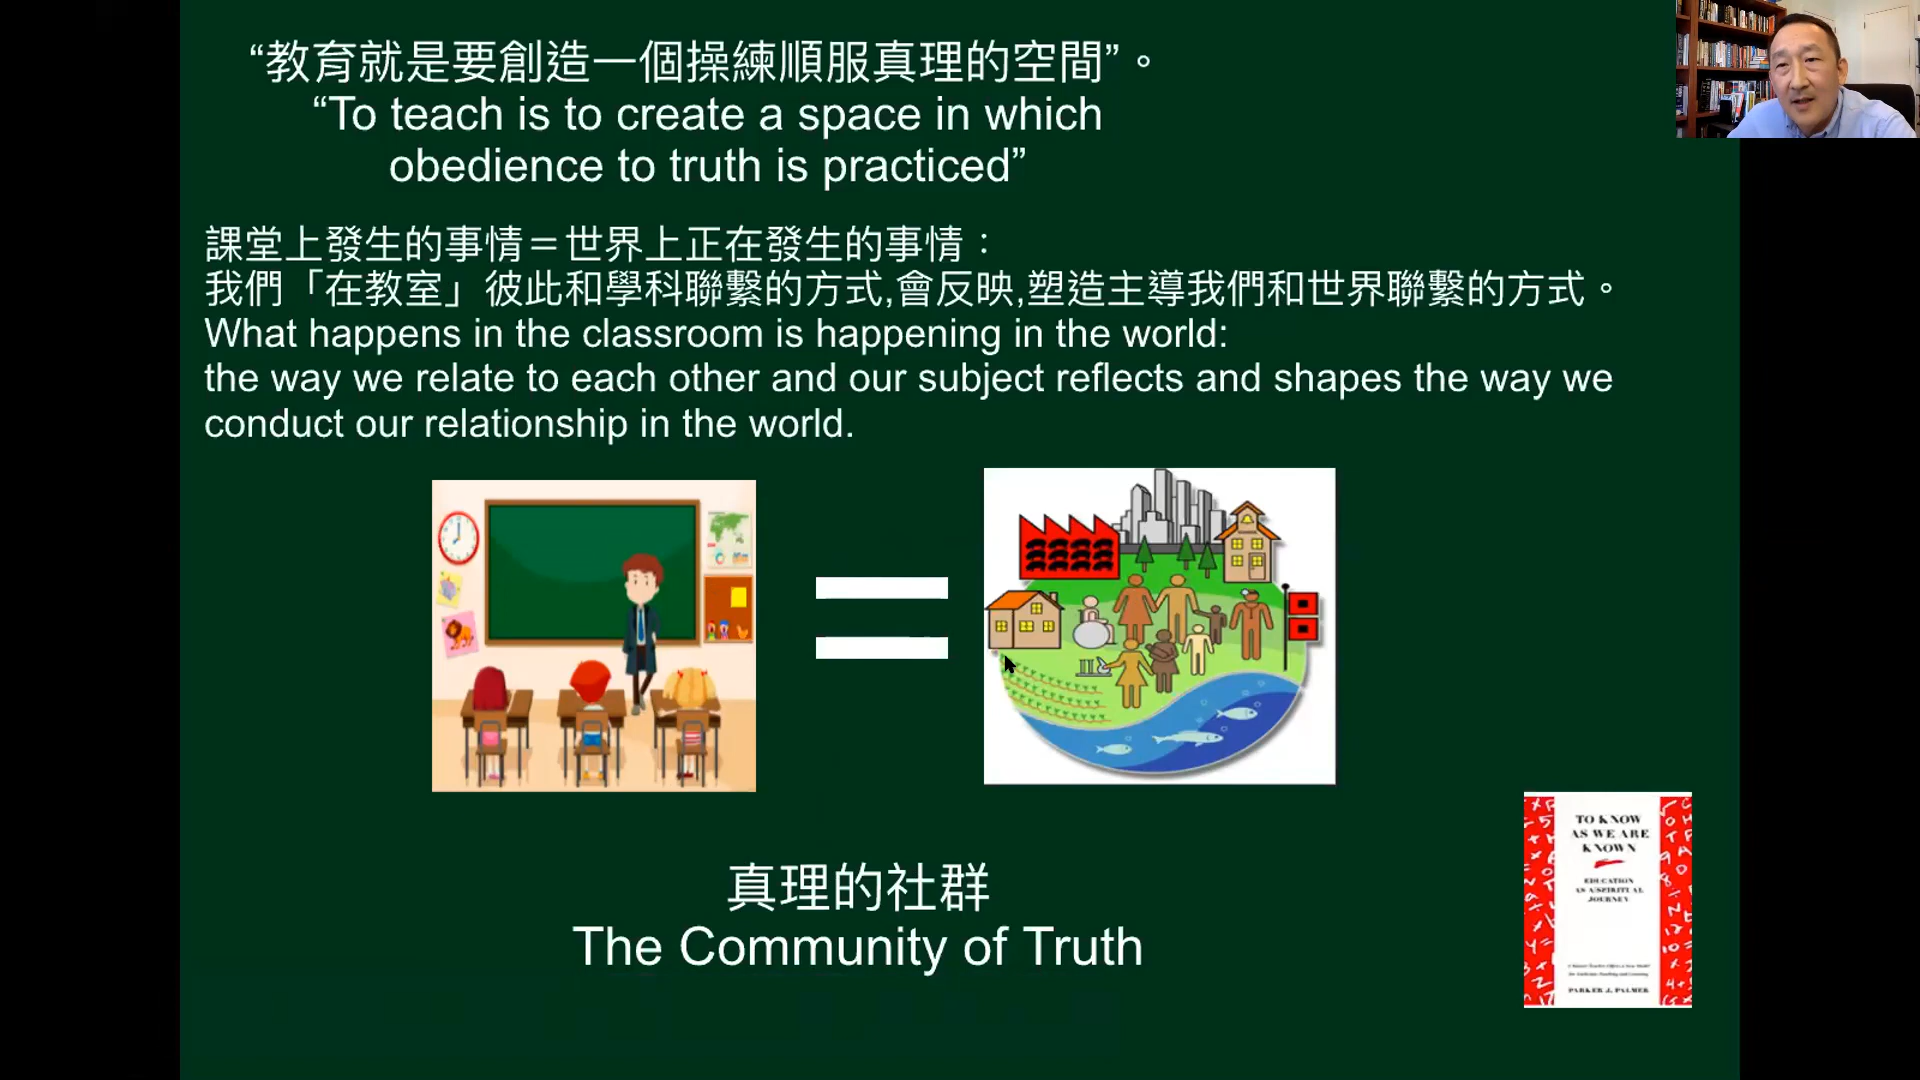 “教育就是要創造一個操練順服真理的空間”。
“To teach is to create a space in which
obedience to truth is practiced”
課堂上發生的事情＝世界上正在發生的事情：
我們「在教室」彼此和學科聯繫的方式,會反映,塑造主導我們和世界聯繫的方式。
What happens in the classroom is happening in the world:
the way we relate to each other and our subject reflects and shapes the way we
conduct our relationship in the world.
真理的社群
The Community of Truth
TO KNOW
AS WE ARE
KNOWN
EDUCATION
AS A SPIRITUAL
JOURNEY
PARKER J. PALMER